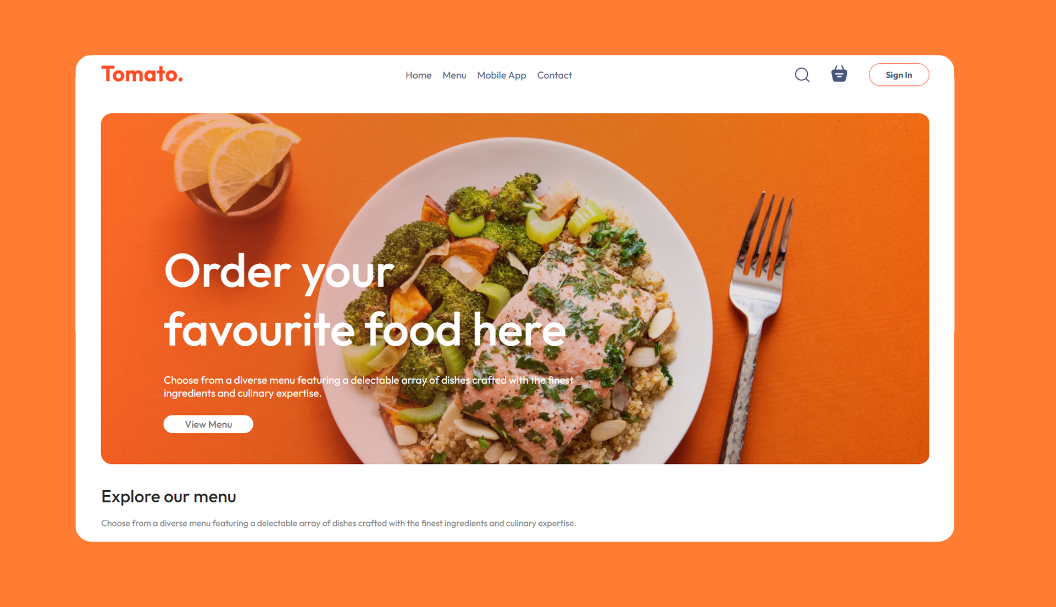 Tomato.
Home Menu Mobile App Contact
Sign In
Order your
favourite food here
Choose from a diverse menu featuring a delectable array of dishes crafted with the finest
ingredients and culinary expertise.
View Menu
Explore our menu
Choose from a diverse menu featuring a delectable array of dishes crafted with the finest ingredients and culinary expertise.